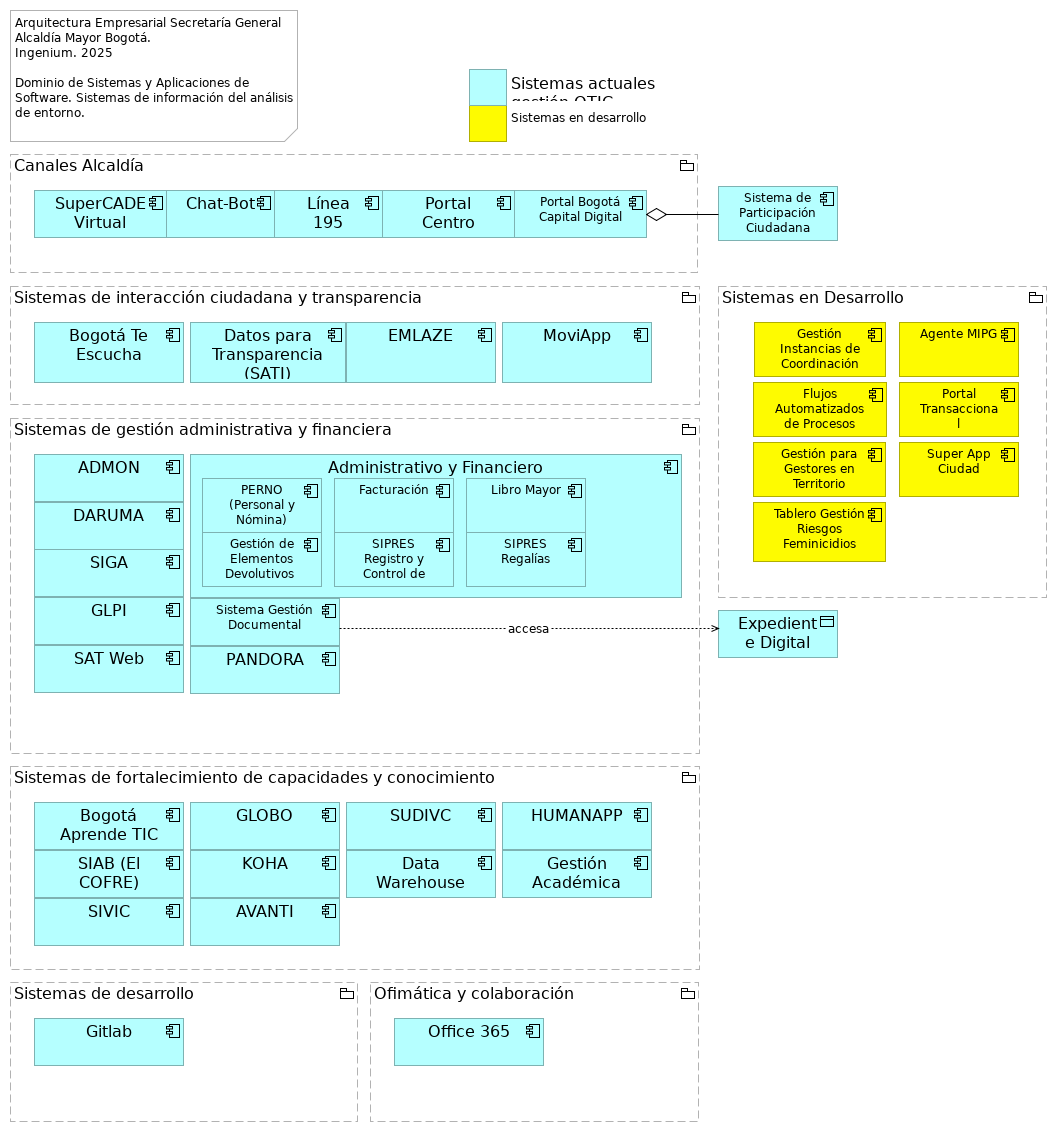 Arquitectura Empresarial Secretaría General
Alcaldía Mayor Bogotá.
Ingenium. 2025
Dominio de Sistemas y Aplicaciones de
Software. Sistemas de información del análisis
de entorno.
Sistemas actuales
gestión OTIC
Sistemas en desarrollo
Canales Alcaldía
SuperCADE
Virtual
Chat-Bot
Línea
195
Portal
Centro
Portal Bogotá
Capital Digital
Sistema de
Participación
Ciudadana
Sistemas de interacción ciudadana y transparencia
Bogotá Te
Escucha
Datos para
Transparencia
(SATI)
EMLAZE
MoviApp
Sistemas en Desarrollo
Gestión
Instancias de
Coordinación
Agente MIPG
Flujos
Automatizados
de Procesos
Portal
Transacciona
l
Gestión para
Gestores en
Territorio
Super App
Ciudad
Tablero Gestión
Riesgos
Feminicidios
Sistemas de gestión administrativa y financiera
ADMON
DARUMA
SIGA
GLPI
SAT Web
Administrativo y Financiero
PERNO
(Personal y
Nómina)
Facturación
Libro Mayor
Gestión de
Elementos
Devolutivos
SIPRES
Registro y
Control de
SIPRES
Regalías
Sistema Gestión
Documental
PANDORA
accesa
Expedient
e Digital
Sistemas de fortalecimiento de capacidades y conocimiento
Bogotá
Aprende TIC
GLOBO
SUDIVC
HUMANAPP
SIAB (El
COFRE)
KOHA
Data
Warehouse
Gestión
Académica
SIVIC
AVANTI
Sistemas de desarrollo
Gitlab
Ofimática y colaboración
Office 365